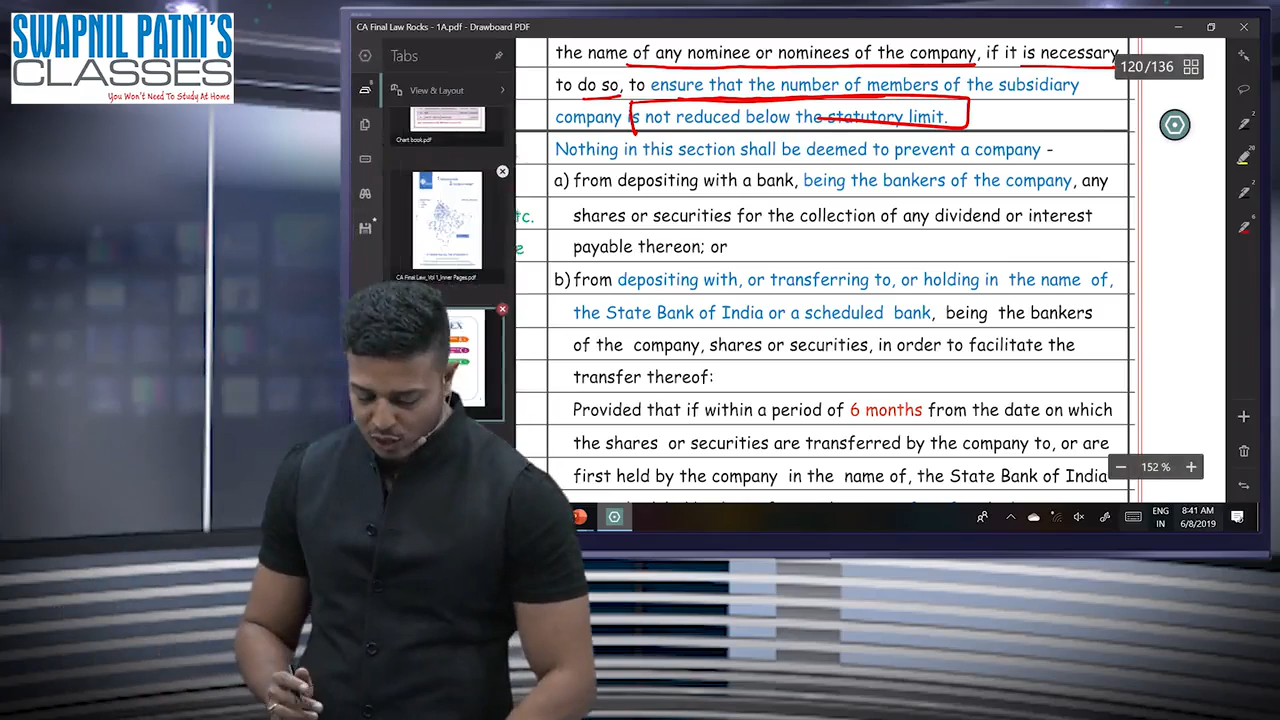 SWAPNIL PATNI'S
CLASSES
You Won't Need To Study At Home
CA Final Law Rocks - 1A.pdf - Drawboard PDF
Tabs
View & Layout
Chart book.pdf
CA Final Law_Vol 1_Inner Pages.pdf
EX
tc.
e
the name of any nominee or nominees of the company, if it is necessary
to do so, to ensure that the number of members of the subsidiary
company is not reduced below the statutory limit.
Nothing in this section shall be deemed to prevent a company -
a) from depositing with a bank, being the bankers of the company, any
shares or securities for the collection of any dividend or interest
payable thereon; or
b) from depositing with, or transferring to, or holding in the name of,
the State Bank of India or a scheduled bank, being the bankers
of the company, shares or securities, in order to facilitate the
transfer thereof:
Provided that if within a period of 6 months from the date on which
the shares or securities are transferred by the company to, or are
first held by the company in the name of, the State Bank of India
120/136
152 %
ENG
IN
8:41 AM
6/8/2019